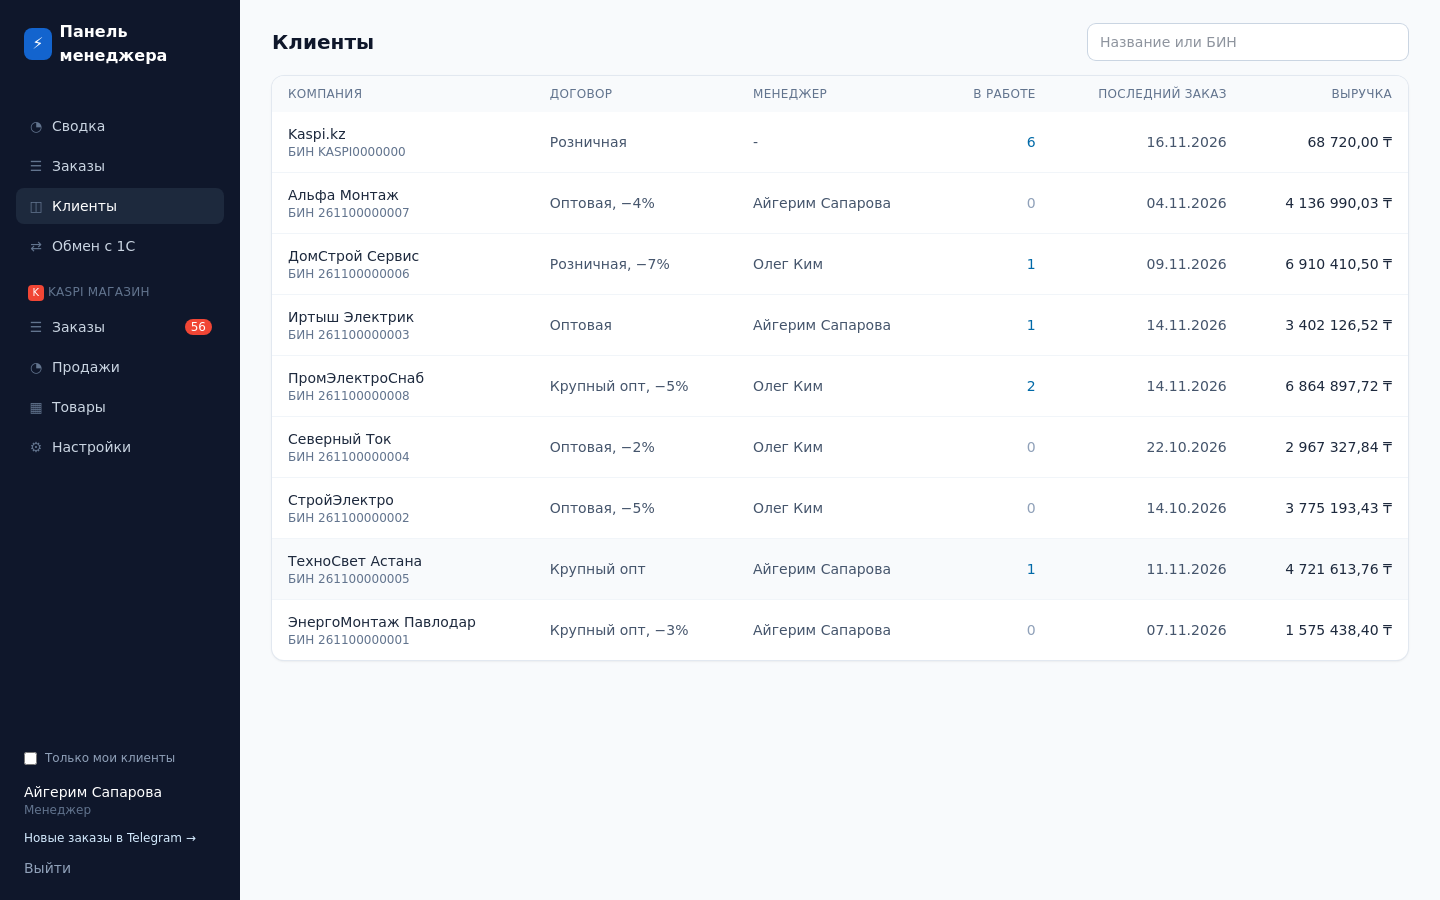 Панель
менеджера
Сводка
Заказы
Клиенты
Обмен с 1С
K KASPI МАГАЗИН
Заказы 56
Продажи
Товары
Настройки
Только мои клиенты
Айгерим Сапарова
Менеджер
Новые заказы в Telegram →
Выйти
Клиенты
Название или БИН
КОМПАНИЯ ДОГОВОР МЕНЕДЖЕР В РАБОТЕ ПОСЛЕДНИЙ ЗАКАЗ ВЫРУЧКА
Kaspi.kz
БИН KASPI0000000
Розничная - 6 16.11.2026 68 720,00 ₸
Альфа Монтаж
БИН 261100000007
Оптовая, −4% Айгерим Сапарова 0 04.11.2026 4 136 990,03 ₸
ДомСтрой Сервис
БИН 261100000006
Розничная, −7% Олег Ким 1 09.11.2026 6 910 410,50 ₸
Иртыш Электрик
БИН 261100000003
Оптовая Айгерим Сапарова 1 14.11.2026 3 402 126,52 ₸
ПромЭлектроСнаб
БИН 261100000008
Крупный опт, −5% Олег Ким 2 14.11.2026 6 864 897,72 ₸
Северный Ток
БИН 261100000004
Оптовая, −2% Олег Ким 0 22.10.2026 2 967 327,84 ₸
СтройЭлектро
БИН 261100000002
Оптовая, −5% Олег Ким 0 14.10.2026 3 775 193,43 ₸
ТехноСвет Астана
БИН 261100000005
Крупный опт Айгерим Сапарова 1 11.11.2026 4 721 613,76 ₸
ЭнергоМонтаж Павлодар
БИН 261100000001
Крупный опт, −3% Айгерим Сапарова 0 07.11.2026 1 575 438,40 ₸